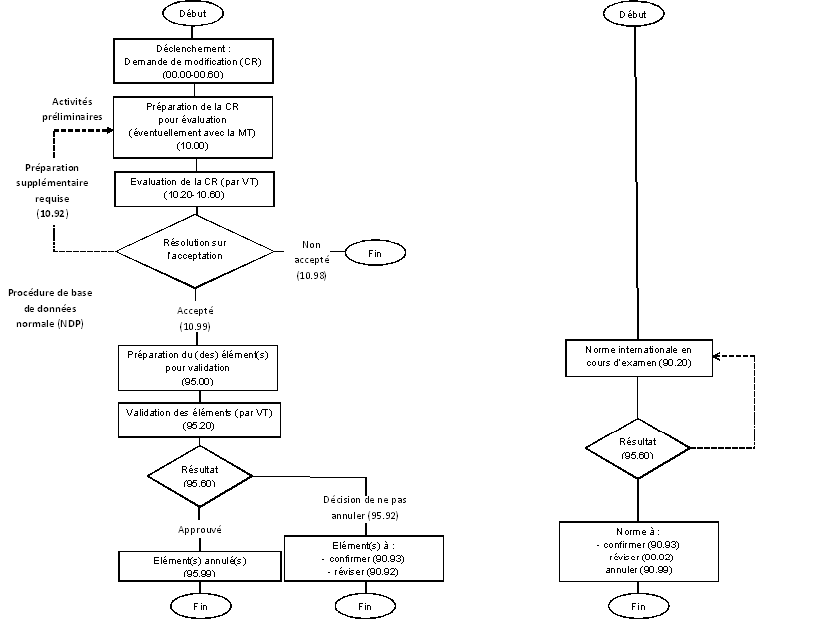 Début
Déclenchement :
Demande de modification (CR)
(00.00-00.60)
Activités
préliminaires
Préparation de la CR
pour évaluation
(éventuellement avec la MT)
(10.00)
Préparation
supplémentaire
requise
(10.92)
Evaluation de la CR (par VT)
(10.20-10.60)
Résolution sur
l'acceptation
Non
accepté
(10.98)
Fin
Procédure de base
de données
normale (NDP)
Accepté
(10.99)
Préparation du (des) élément(s)
pour validation
(95.00)
Validation des éléments (par VT)
(95.20)
Résultat
(95.60)
Décision de ne pas
annuler (95.92)
Approuvé
Elément(s) annulé(s)
(95.99)
Elément(s) à :
- confirmer (90.93)
- réviser (90.92)
Fin
Fin
Début
Norme internationale en
cours d'examen (90.20)
Résultat
(95.60)
Norme à :
- confirmer (90.93)
réviser (00.02)
annuler (90.99)
Fin